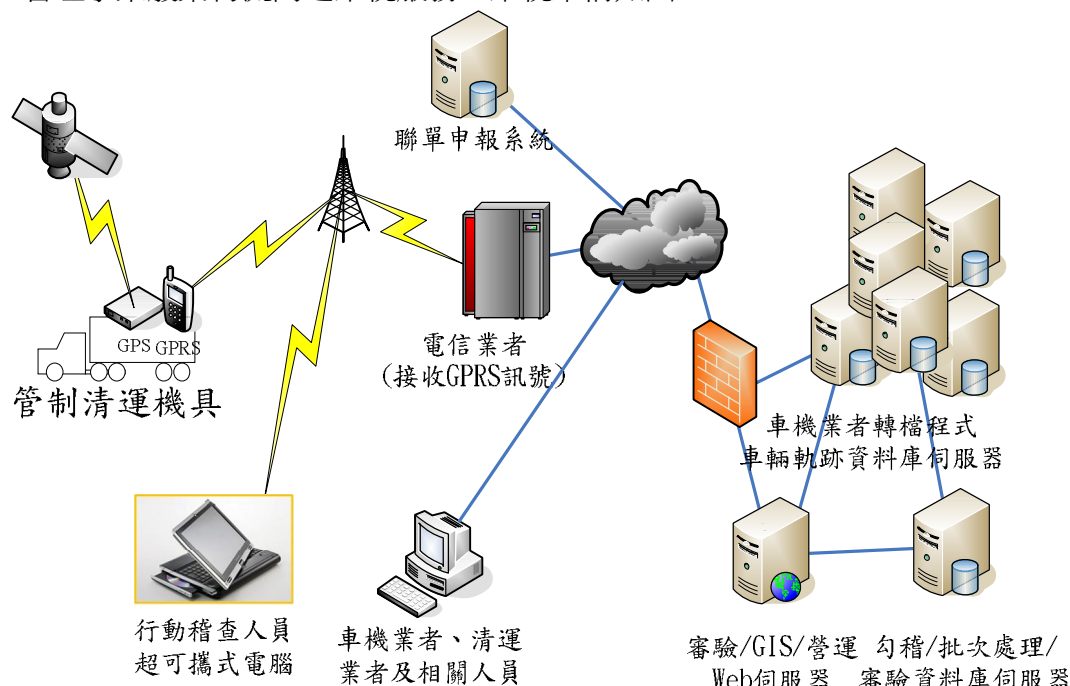 聯單申報系統
GPS GPRS
管制清運機具
電信業者
(接收GPRS訊號)
車機業者轉檔程式
車輛軌跡資料庫伺服器
行動稽查人員
超可攜式電腦
車機業者、清運
業者及相關人員
審驗/GIS/營運
Web伺服器
勾稽/批次處理/
審驗資料庫伺服器